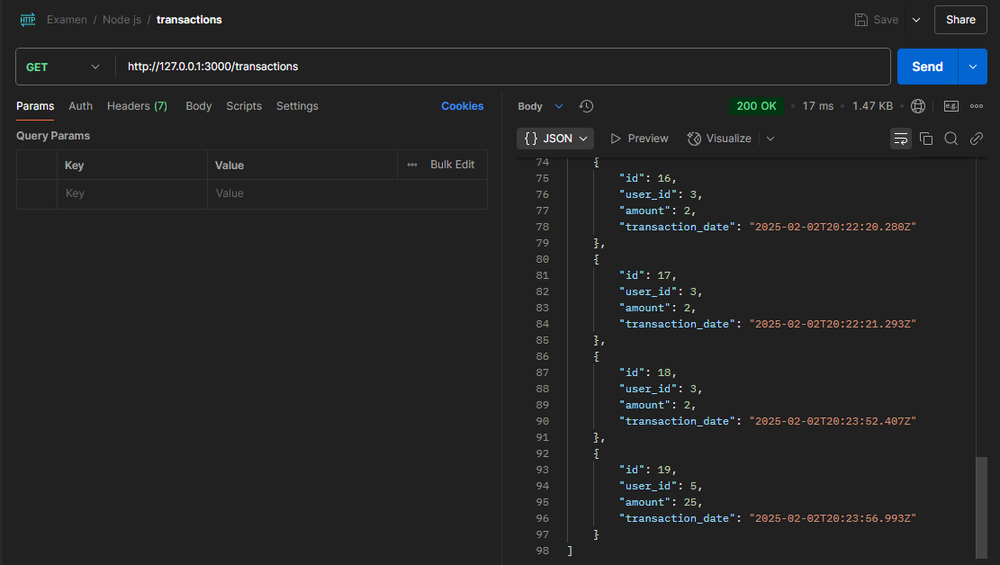 HTTP Examen / Node js / transactions Save Share
GET http://127.0.0.1:3000/transactions Send
Params Auth Headers (7) Body Scripts Settings Cookies
Query Params
Key Value Bulk Edit
Key Value
Body 200 OK • 17 ms • 1.47 KB • e.g.
{} JSON Preview Visualize
74 {
75 "id": 16,
76 "user_id": 3,
77 "amount": 2,
78 "transaction_date": "2025-02-02T20:22:20.280Z"
79 },
80 {
81 "id": 17,
82 "user_id": 3,
83 "amount": 2,
84 "transaction_date": "2025-02-02T20:22:21.293Z"
85 },
86 {
87 "id": 18,
88 "user_id": 3,
89 "amount": 2,
90 "transaction_date": "2025-02-02T20:23:52.407Z"
91 },
92 {
93 "id": 19,
94 "user_id": 5,
95 "amount": 25,
96 "transaction_date": "2025-02-02T20:23:56.993Z"
97 }
98 ]